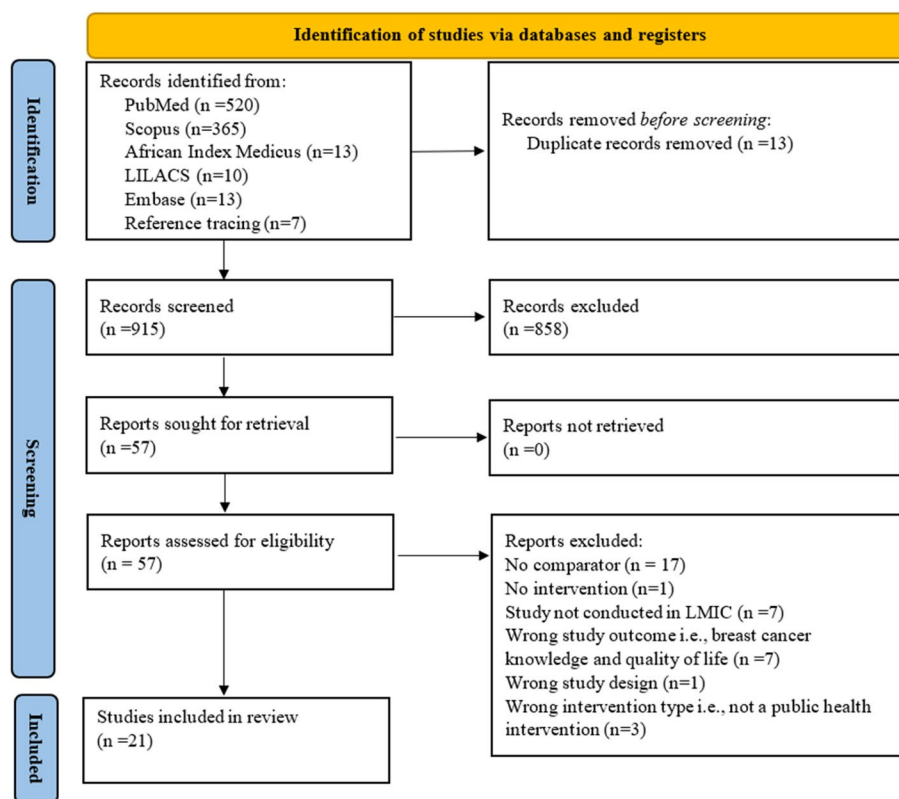 Identification of studies via databases and registers
Identification
Records identified from:
PubMed (n =520)
Scopus (n=365)
African Index Medicus (n=13)
LILACS (n=10)
Embase (n=13)
Reference tracing (n=7)
Records removed before screening:
Duplicate records removed (n =13)
Screening
Records screened
(n =915)
Records excluded
(n =858)
Reports sought for retrieval
(n =57)
Reports not retrieved
(n =0)
Reports assessed for eligibility
(n = 57)
Reports excluded:
No comparator (n = 17)
No intervention (n=1)
Study not conducted in LMIC (n =7)
Wrong study outcome i.e., breast cancer
knowledge and quality of life (n =7)
Wrong study design (n=1)
Wrong intervention type i.e., not a public health
intervention (n=3)
Included
Studies included in review
(n =21)